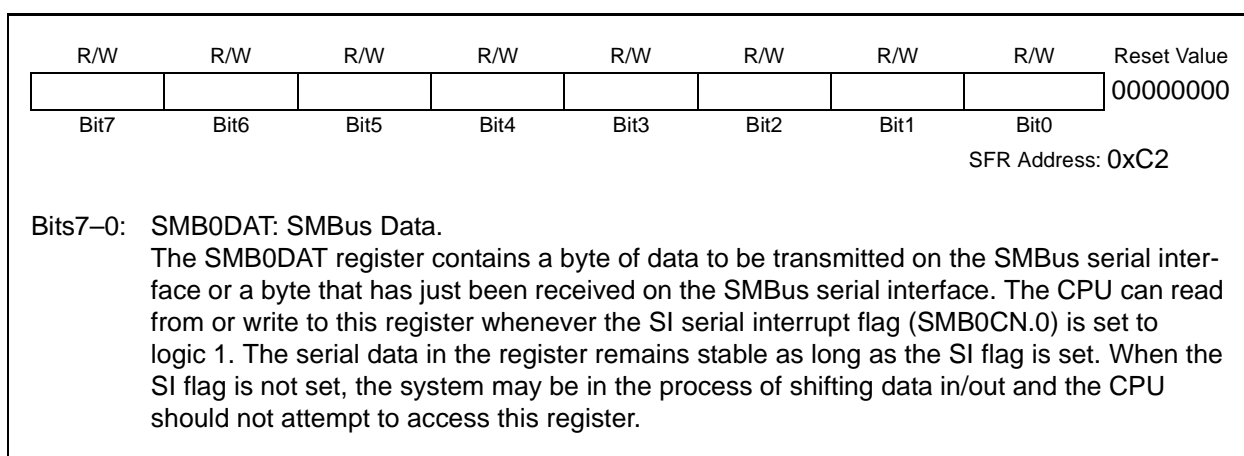 R/W R/W R/W R/W R/W R/W R/W R/W Reset Value
00000000
Bit7 Bit6 Bit5 Bit4 Bit3 Bit2 Bit1 Bit0
SFR Address: 0xC2
Bits7–0: SMB0DAT: SMBus Data.
The SMB0DAT register contains a byte of data to be transmitted on the SMBus serial inter-
face or a byte that has just been received on the SMBus serial interface. The CPU can read
from or write to this register whenever the SI serial interrupt flag (SMB0CN.0) is set to
logic 1. The serial data in the register remains stable as long as the SI flag is set. When the
SI flag is not set, the system may be in the process of shifting data in/out and the CPU
should not attempt to access this register.